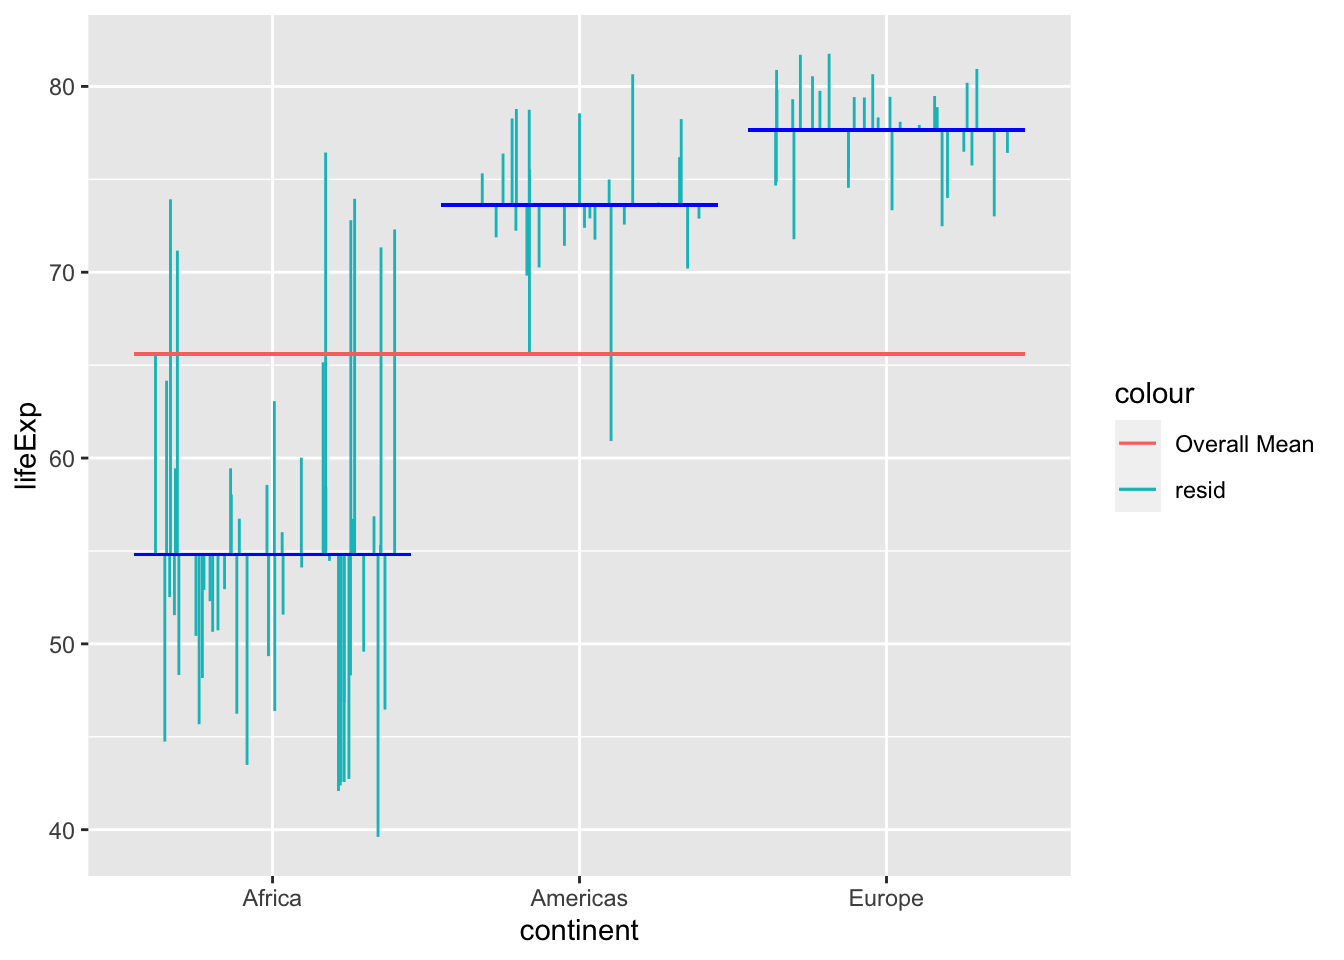 80
70
60
50
40
lifeExp
Africa
Americas
Europe
continent
colour
Overall Mean
resid